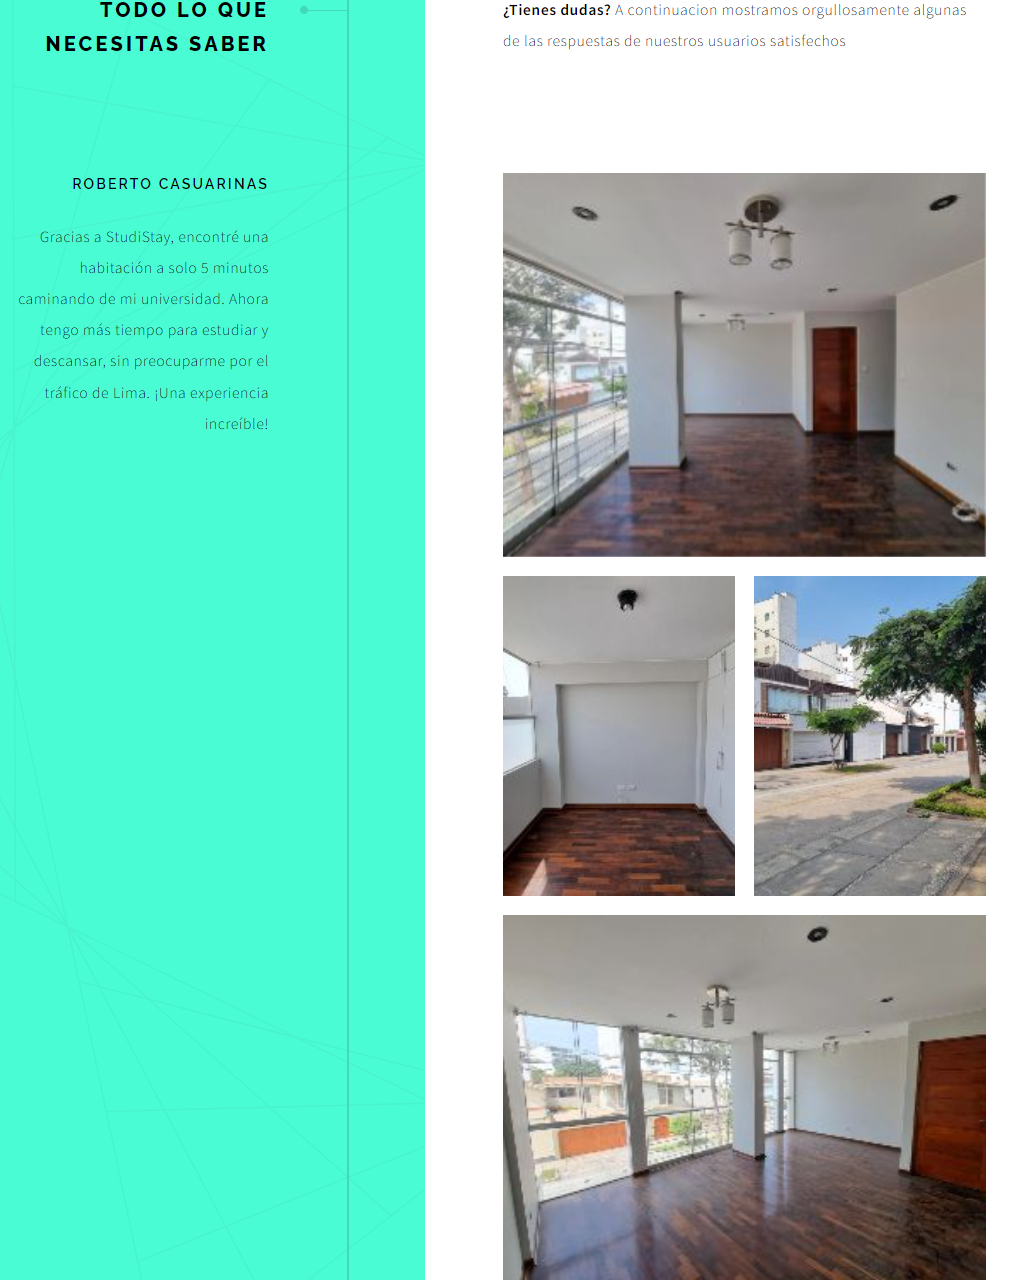 TODO LO QUE
NECESITAS SABER
¿Tienes dudas? A continuacion mostramos orgullosamente algunas
de las respuestas de nuestros usuarios satisfechos
ROBERTO CASUARINAS
Gracias a StudiStay, encontré una
habitación a solo 5 minutos
caminando de mi universidad. Ahora
tengo más tiempo para estudiar y
descansar, sin preocuparme por el
tráfico de Lima. ¡Una experiencia
increíble!